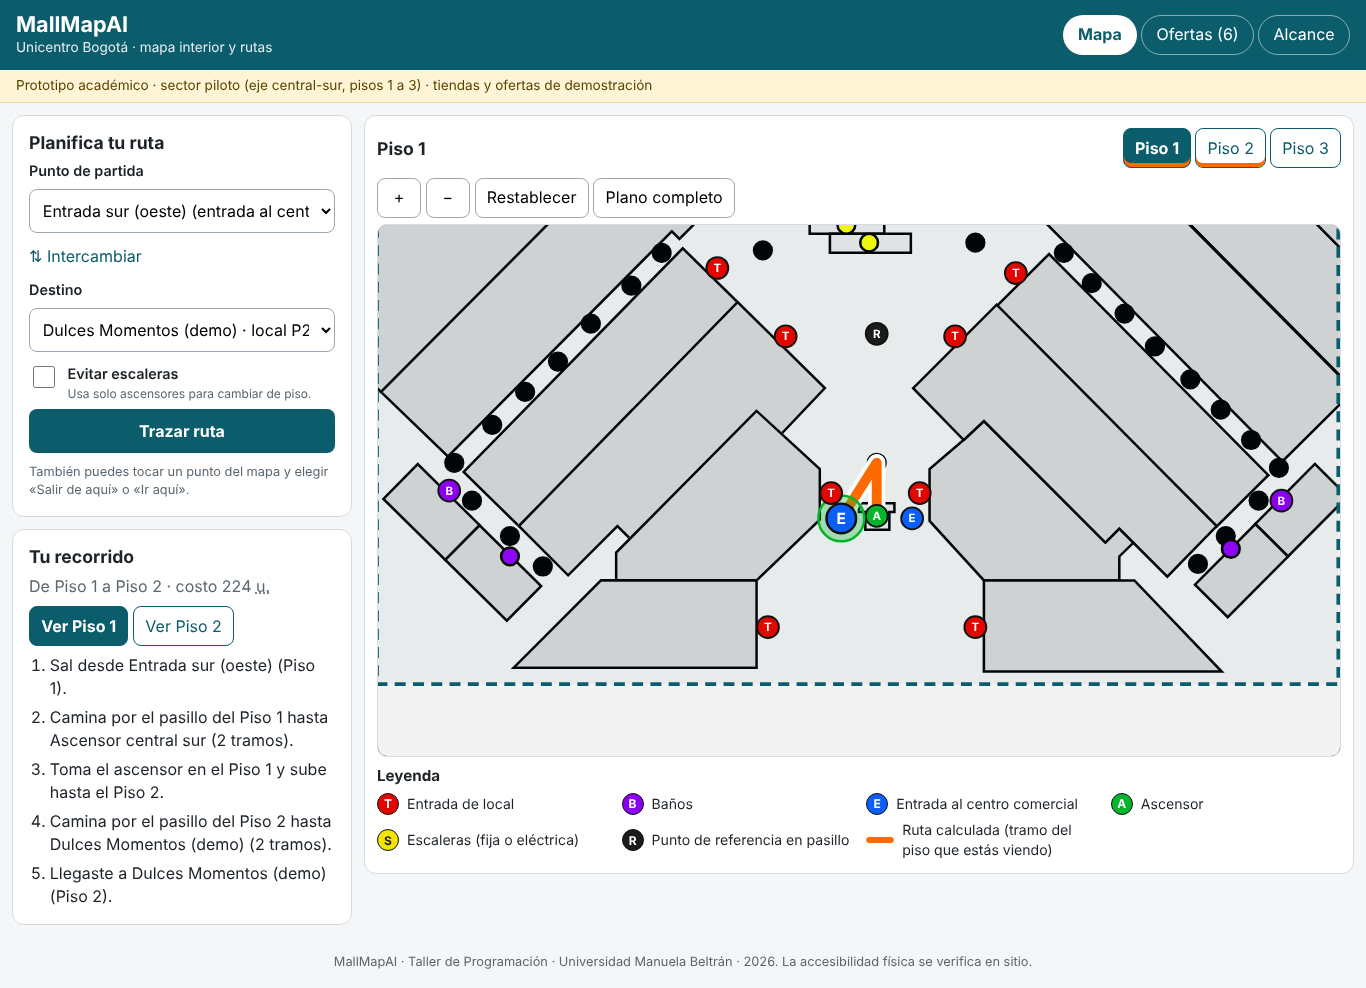 MallMapAI
Unicentro Bogotá · mapa interior y rutas
Mapa
Ofertas (6)
Alcance
Prototipo académico · sector piloto (eje central-sur, pisos 1 a 3) · tiendas y ofertas de demostración
Planifica tu ruta
Punto de partida
Entrada sur (oeste) (entrada al cent
⇅ Intercambiar
Destino
Dulces Momentos (demo) · local P2
Evitar escaleras
Usa solo ascensores para cambiar de piso.
Trazar ruta
También puedes tocar un punto del mapa y elegir
«Salir de aquí» o «Ir aquí».
Tu recorrido
De Piso 1 a Piso 2 · costo 224 u.
Ver Piso 1
Ver Piso 2
1. Sal desde Entrada sur (oeste) (Piso
1).
2. Camina por el pasillo del Piso 1 hasta
Ascensor central sur (2 tramos).
3. Toma el ascensor en el Piso 1 y sube
hasta el Piso 2.
4. Camina por el pasillo del Piso 2 hasta
Dulces Momentos (demo) (2 tramos).
5. Llegaste a Dulces Momentos (demo)
(Piso 2).
Piso 1
Piso 1
Piso 2
Piso 3
+
−
Restablecer
Plano completo
T
T
T
R
T
B
T
T
B
E
A
E
T
T
Leyenda
T Entrada de local
B Baños
E Entrada al centro comercial
A Ascensor
S Escaleras (fija o eléctrica)
R Punto de referencia en pasillo
Ruta calculada (tramo del
piso que estás viendo)
MallMapAI · Taller de Programación · Universidad Manuela Beltrán · 2026. La accesibilidad física se verifica en sitio.